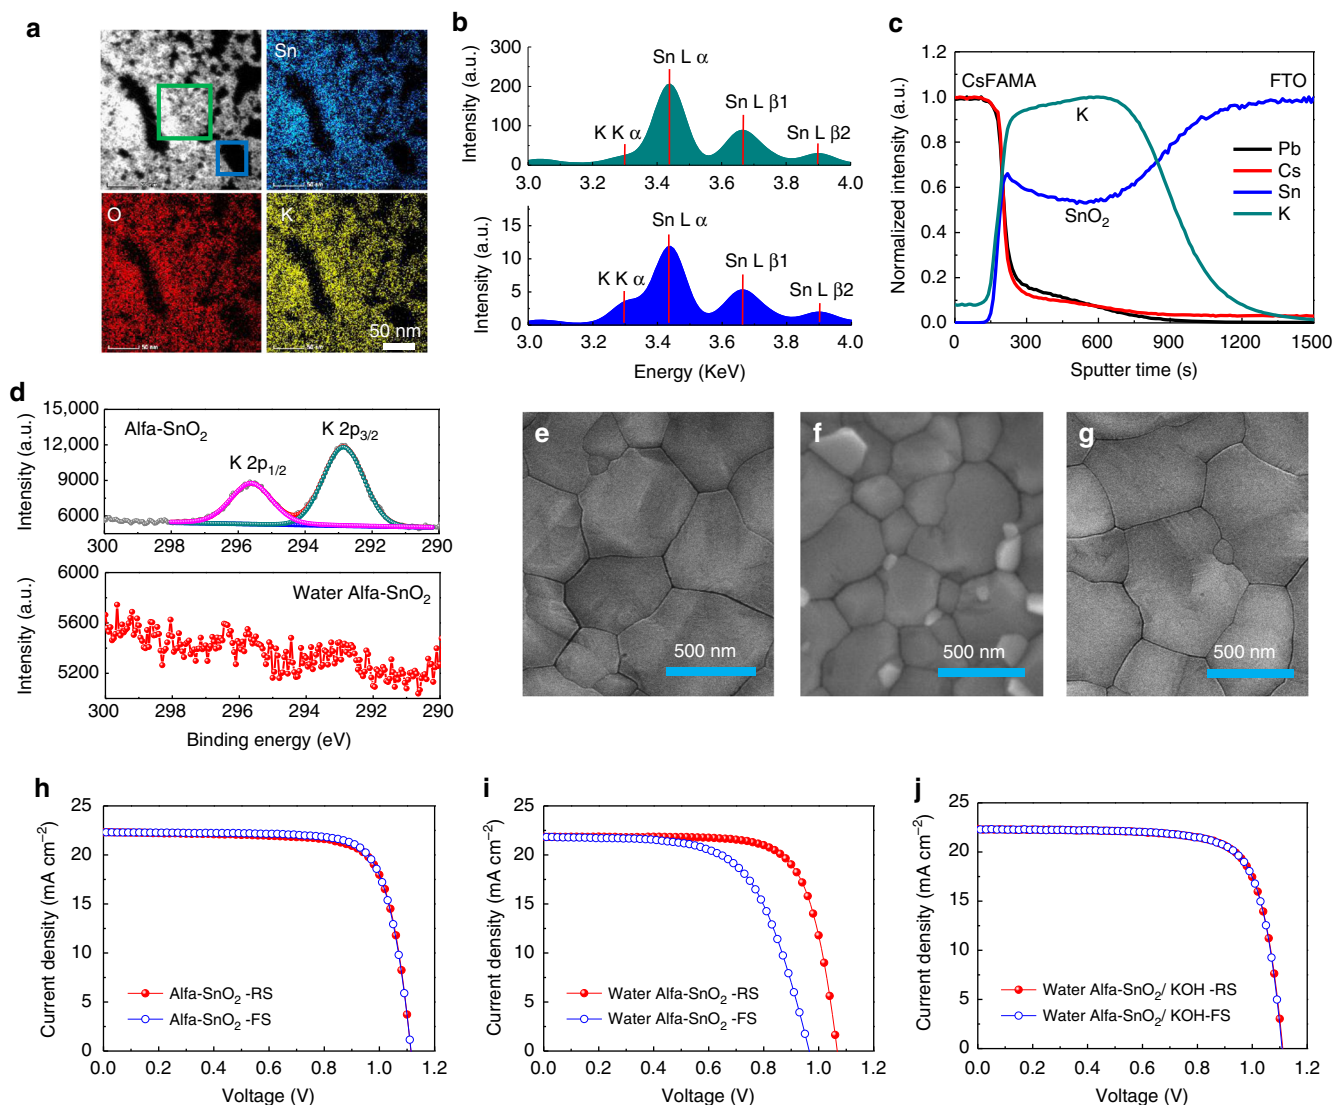 a
Sn
O
K
50 nm
50 nm
50 nm
b
Intensity (a.u.)
300
200
100
0
K K α
Sn L α
Sn L β1
Sn L β2
3.0 3.2 3.4 3.6 3.8 4.0
Intensity (a.u.)
15
10
5
0
K K α
Sn L α
Sn L β1
Sn L β2
3.0 3.2 3.4 3.6 3.8 4.0
Energy (KeV)
c
Normalized intensity (a.u.)
1.2
1.0
0.8
0.6
0.4
0.2
0.0
CsFAMA
FTO
K
SnO2
Pb
Cs
Sn
K
0 300 600 900 1200 1500
Sputter time (s)
d
Intensity (a.u.)
15,000
12,000
9000
6000
Alfa-SnO2
K 2p1/2
K 2p3/2
300 298 296 294 292 290
Intensity (a.u.)
6000
5600
5200
Water Alfa-SnO2
300 298 296 294 292 290
Binding energy (eV)
e
500 nm
f
500 nm
g
500 nm
h
Current density (mA cm−2)
25
20
15
10
5
0
Alfa-SnO2 -RS
Alfa-SnO2 -FS
0.0 0.2 0.4 0.6 0.8 1.0 1.2
Voltage (V)
i
Current density (mA cm−2)
25
20
15
10
5
0
Water Alfa-SnO2 -RS
Water Alfa-SnO2 -FS
0.0 0.2 0.4 0.6 0.8 1.0 1.2
Voltage (V)
j
Current density (mA cm−2)
25
20
15
10
5
0
Water Alfa-SnO2/ KOH -RS
Water Alfa-SnO2/ KOH-FS
0.0 0.2 0.4 0.6 0.8 1.0 1.2
Voltage (V)